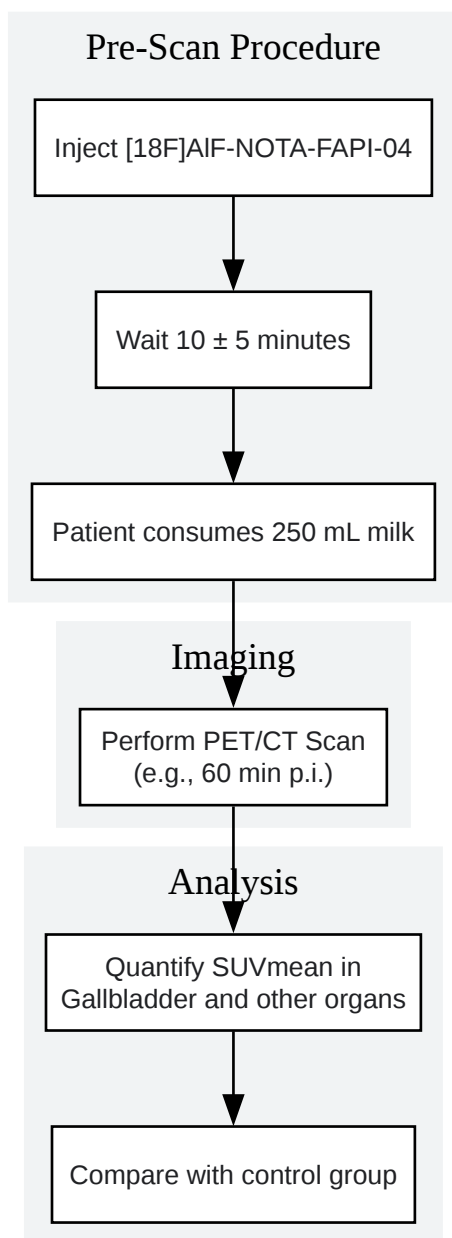 Pre-Scan Procedure
Inject [18F]AlF-NOTA-FAPI-04
Wait 10 ± 5 minutes
Patient consumes 250 mL milk
Imaging
Perform PET/CT Scan
(e.g., 60 min p.i.)
Analysis
Quantify SUVmean in
Gallbladder and other organs
Compare with control group